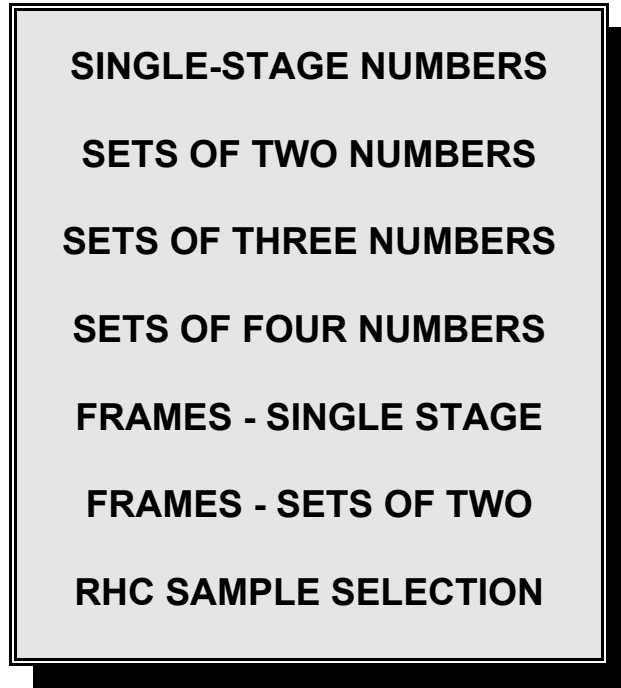 SINGLE-STAGE NUMBERS
SETS OF TWO NUMBERS
SETS OF THREE NUMBERS
SETS OF FOUR NUMBERS
FRAMES - SINGLE STAGE
FRAMES - SETS OF TWO
RHC SAMPLE SELECTION